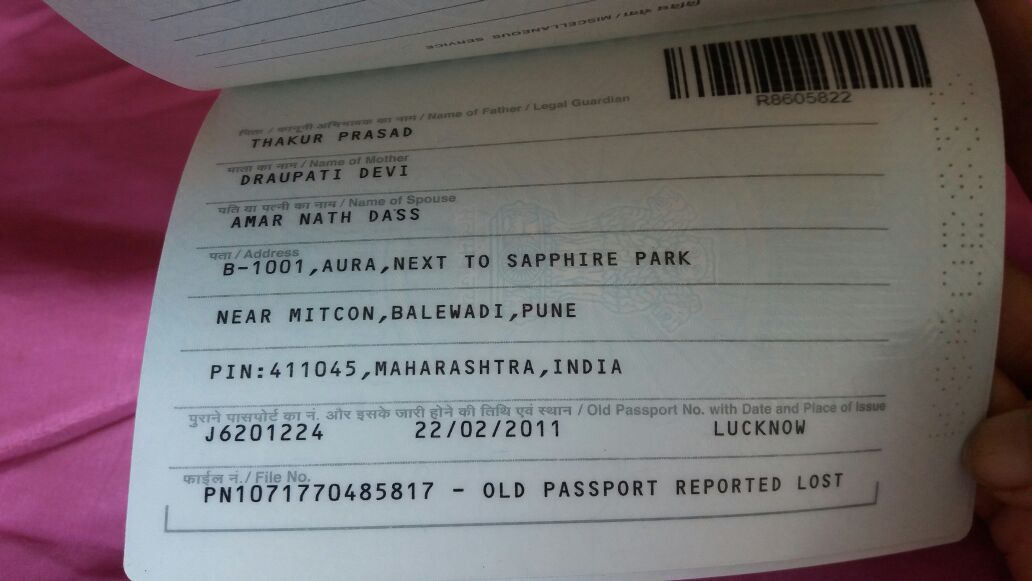 विविध सेवा / MISCELLANEOUS SERVICE
R8605822
पिता / कानूनी अभिभावक का नाम / Name of Father / Legal Guardian
THAKUR PRASAD
माता का नाम / Name of Mother
DRAUPATI DEVI
पति या पत्नी का नाम / Name of Spouse
AMAR NATH DASS
पता / Address
B-1001,AURA,NEXT TO SAPPHIRE PARK
NEAR MITCON,BALEWADI,PUNE
PIN:411045,MAHARASHTRA,INDIA
पुराने पासपोर्ट का नं. और इसके जारी होने की तिथि एवं स्थान / Old Passport No. with Date and Place of Issue
J6201224 22/02/2011 LUCKNOW
फाईल नं. / File No.
PN1071770485817 - OLD PASSPORT REPORTED LOST